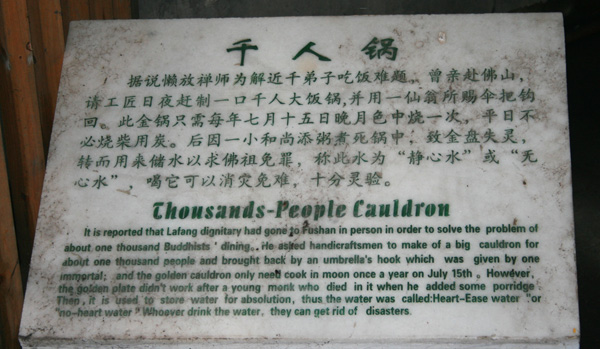 千人锅
据说懒放禅师为解近千弟子吃饭难题，曾亲赴佛山，
请工匠日夜赶制一口千人大饭锅，并用一仙翁所赐伞把钩
回。此金锅只需每年七月十五日晚月色中烧一次，平日不
必烧柴用炭。后因一小和尚添粥煮死锅中，致金盘失灵，
转而用来储水以求佛祖免罪，称此水为“静心水”或“无
心水”，喝它可以消灾免难，十分灵验。
Thousands-People Cauldron
It is reported that Lafang dignitary had gone to Fushan in person in order to solve the problem of
about one thousand Buddhists' dining. He asked handicraftsmen to make of a big cauldron for
about one thousand people and brought back by an umbrella's hook which was given by one
immortal; and the golden cauldron only need cook in moon once a year on July 15th. However,
the golden plate didn't work after a young monk who died in it when he added some porridge
Then, it is used to store water for absolution, thus the water was called:Heart-Ease water "or
"no-heart water" Whoever drink the water, they can get rid of disasters.